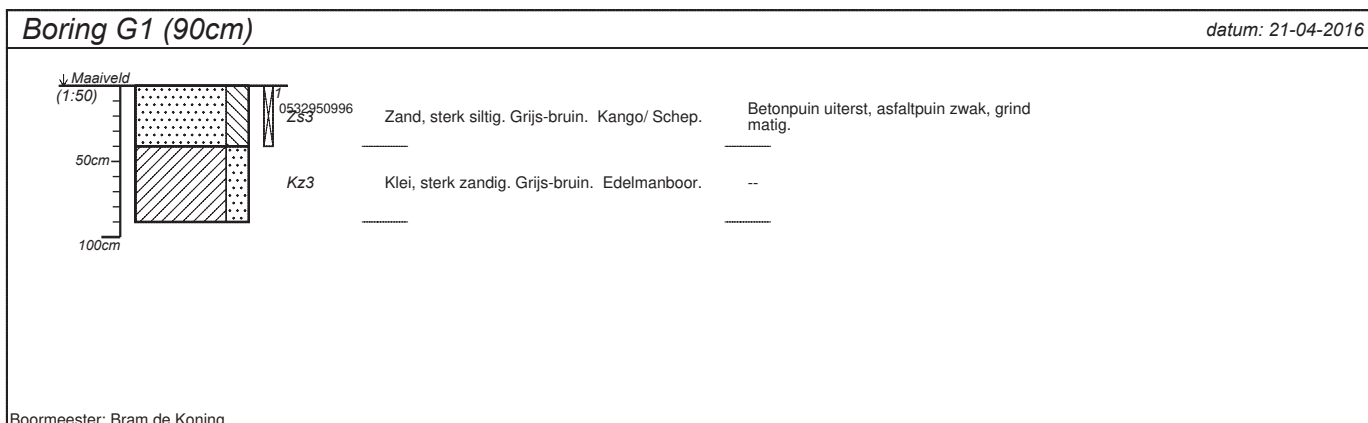 Boring G1 (90cm)
datum: 21-04-2016
Maaiveld
(1:50)
1
0532950996
Zs3
Zand, sterk siltig. Grijs-bruin. Kango/ Schep.
Betonpuin uiterst, asfaltpuin zwak, grind
matig.
50cm
Kz3
Klei, sterk zandig. Grijs-bruin. Edelmanboor.
--
100cm
Boormeester: Bram de Koning